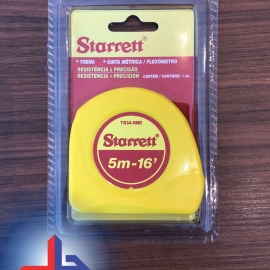 Starrett
• TRENA • CINTA MÉTRICA / FLEXÓMETRO
RESISTÊNCIA e PRECISÃO
RESISTENCIA y PRECISIÓN CONTÉM / CONTIENE: 1 un.
TS34-5ME
Starrett
5m-16'